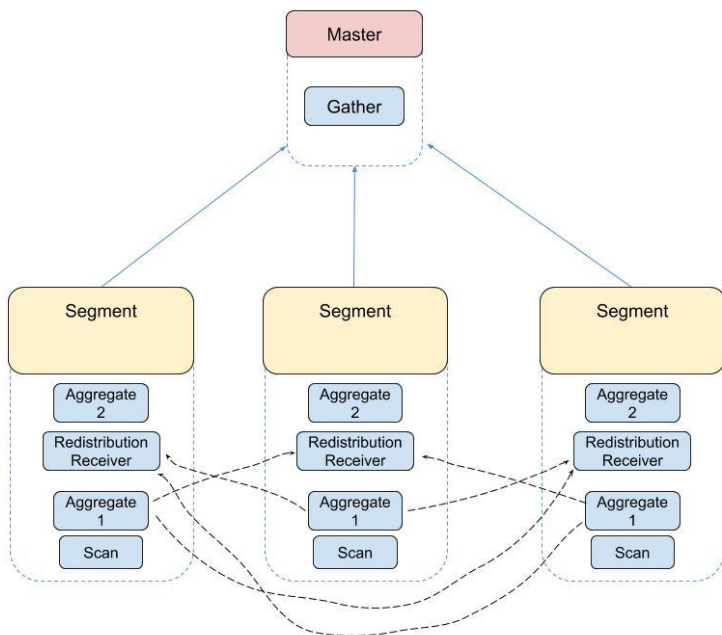 Master
Gather
Segment
Segment
Segment
Aggregate
2
Aggregate
2
Aggregate
2
Redistribution
Receiver
Redistribution
Receiver
Redistribution
Receiver
Aggregate
1
Aggregate
1
Aggregate
1
Scan
Scan
Scan